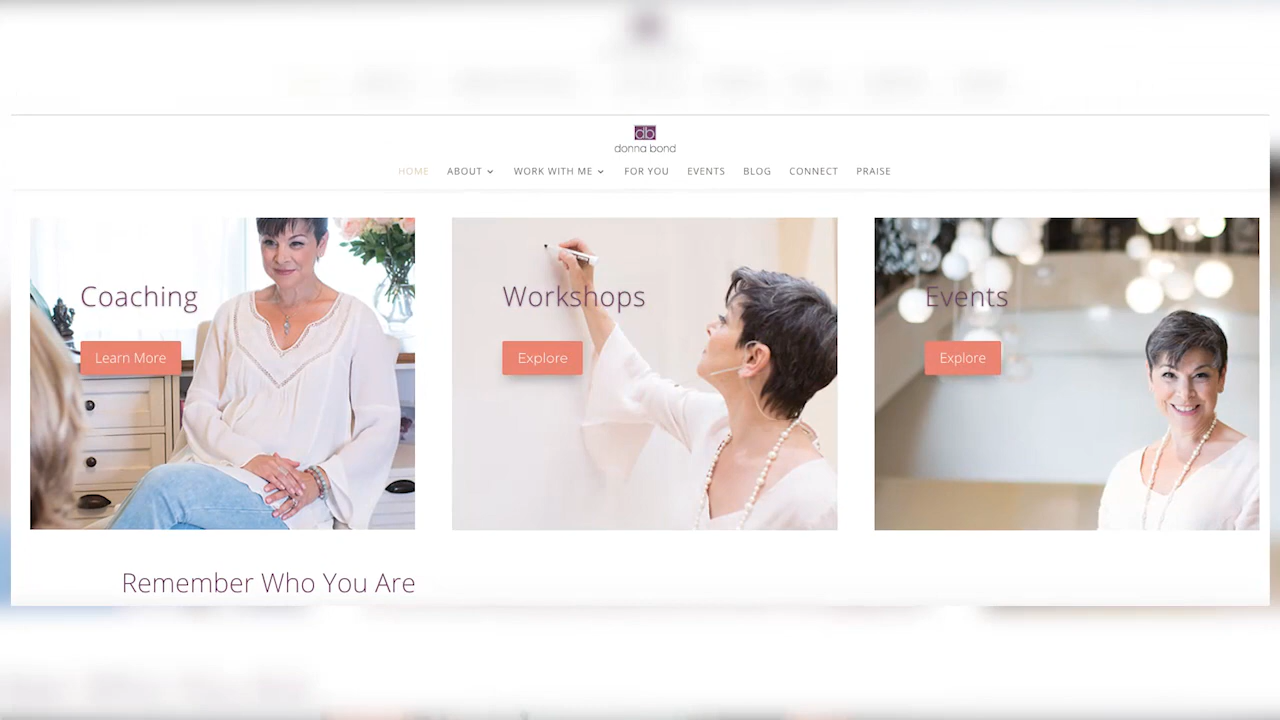 db
donna bond
HOME ABOUT WORK WITH ME FOR YOU EVENTS BLOG CONNECT PRAISE
Coaching
Learn More
Workshops
Explore
Events
Explore
Remember Who You Are